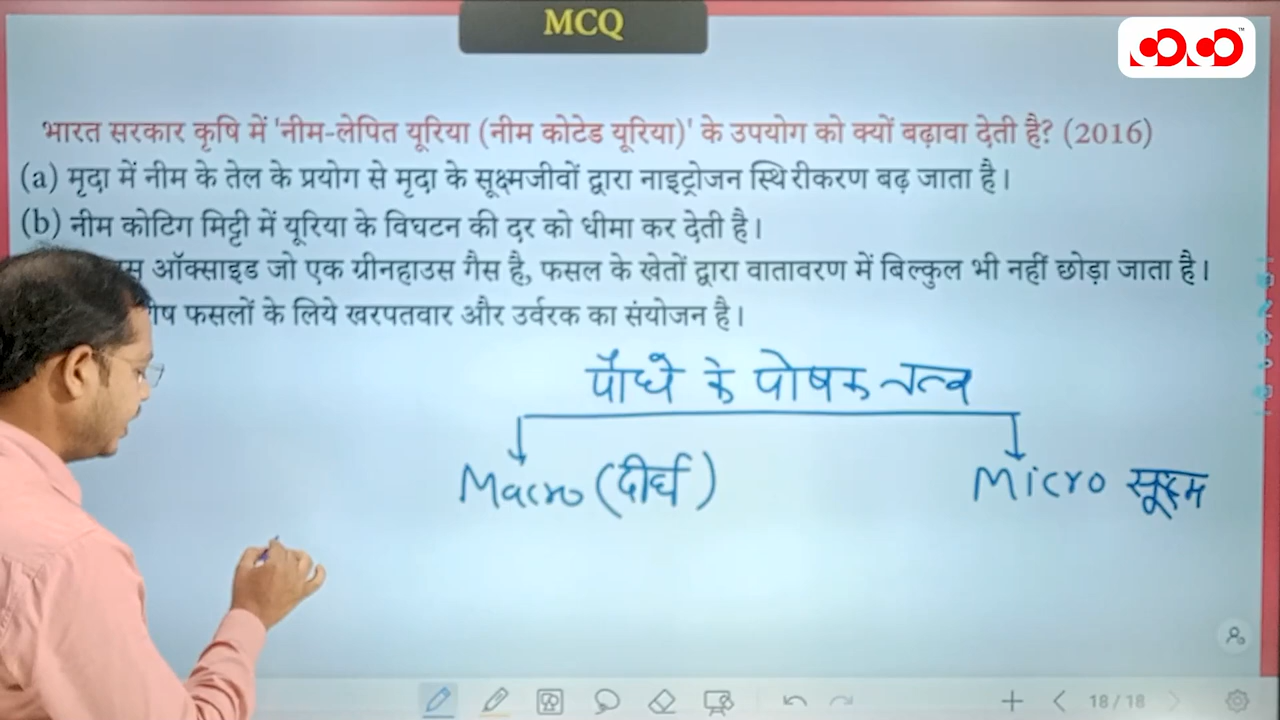 MCQ
भारत सरकार कृषि में 'नीम-लेपित यूरिया (नीम कोटेड यूरिया)' के उपयोग को क्यों बढ़ावा देती है? (2016)
(a) मृदा में नीम के तेल के प्रयोग से मृदा के सूक्ष्मजीवों द्वारा नाइट्रोजन स्थिरीकरण बढ़ जाता है।
(b) नीम कोटिग मिट्टी में यूरिया के विघटन की दर को धीमा कर देती है।
ऑक्साइड जो एक ग्रीनहाउस गैस है, फसल के खेतों द्वारा वातावरण में बिल्कुल भी नहीं छोड़ा जाता है।
फसलों के लिये खरपतवार और उर्वरक का संयोजन है।
पौधे के पोषक तत्व
Macro (दीर्घ) Micro सूक्ष्म
18/18